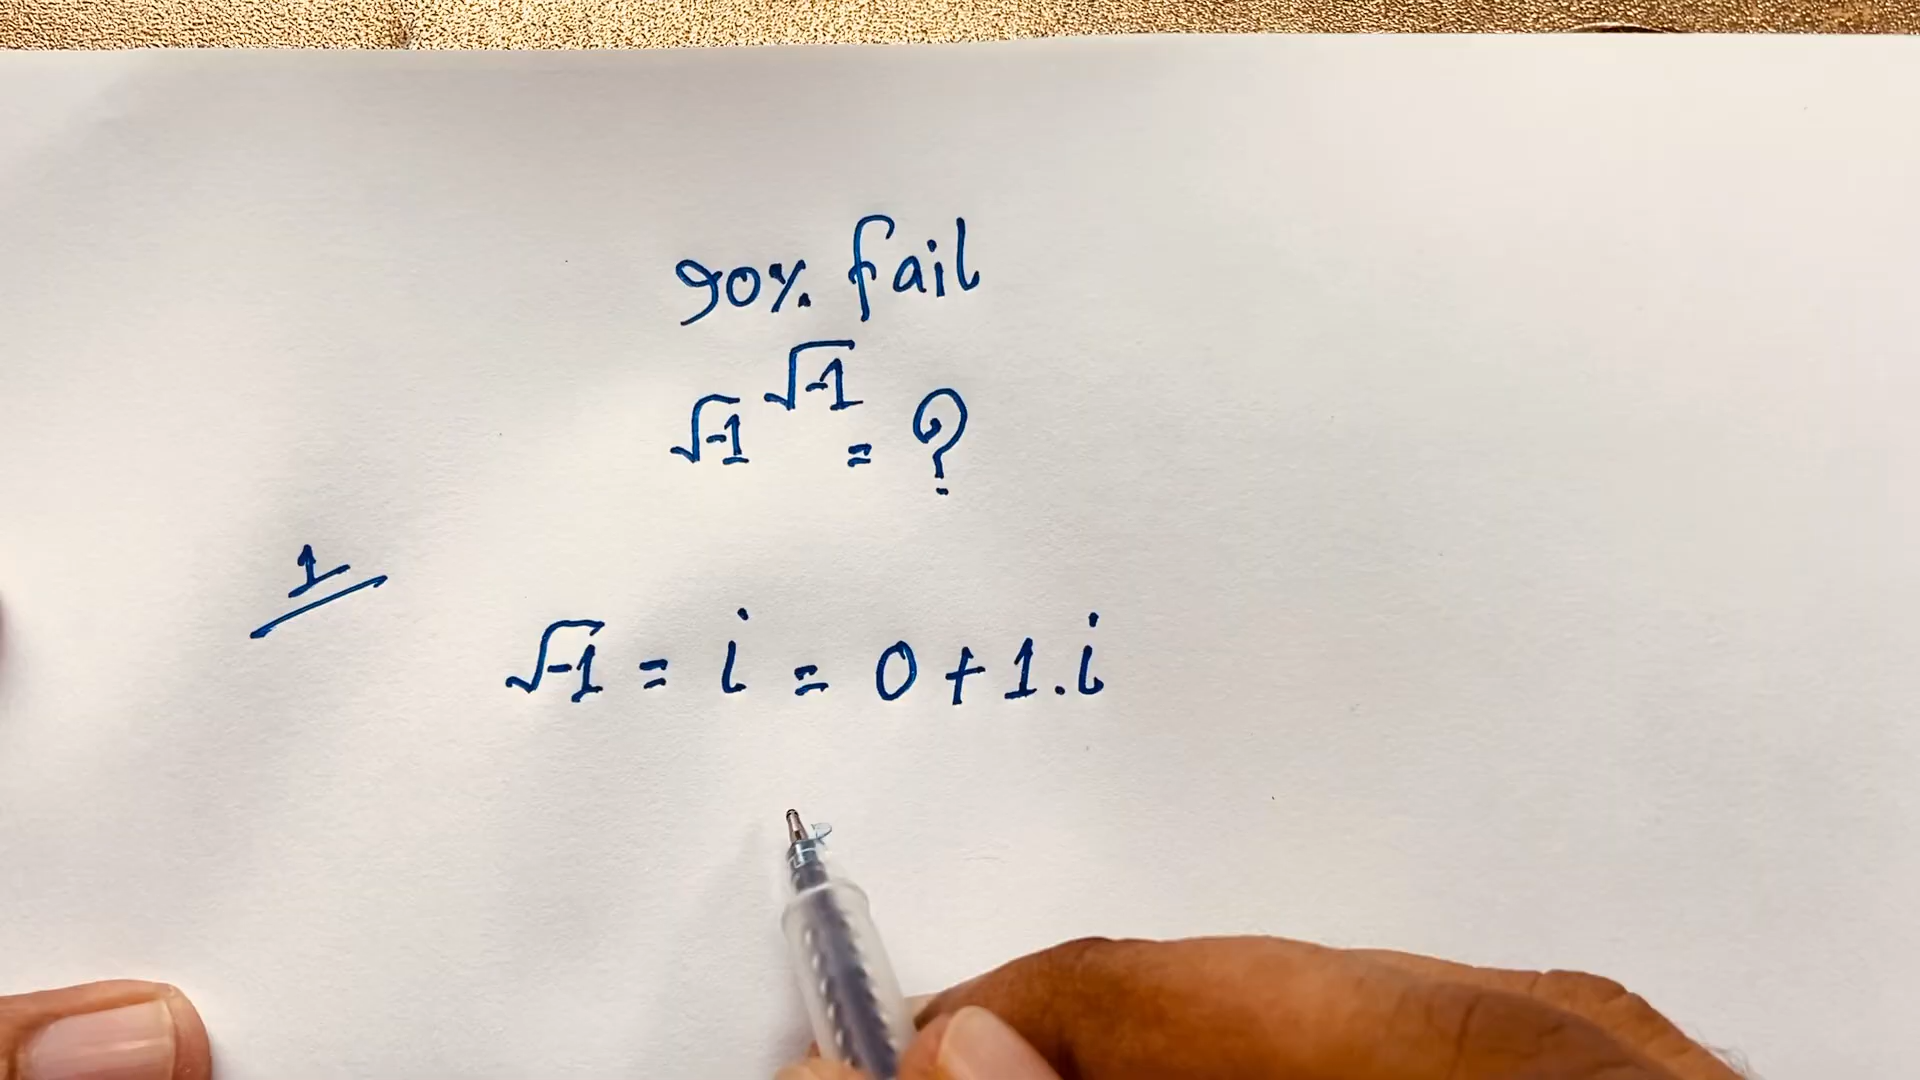 90% fail
√-1^√-1 = ?
1
√-1 = i = 0 + 1.i